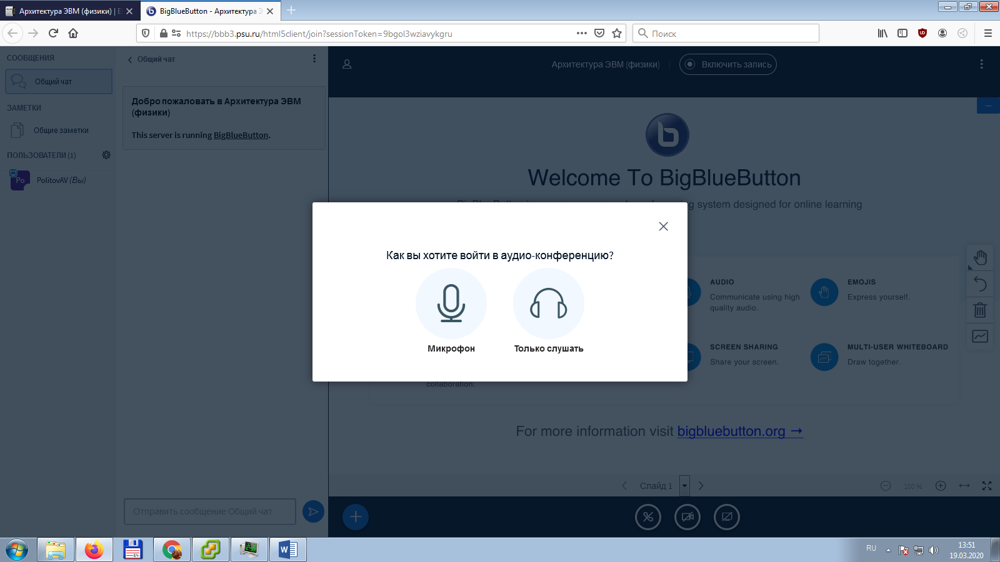 Архитектура ЭВМ (физики) |
BigBlueButton - Архитектура
https://bbb3.psu.ru/html5client/join?sessionToken=9bgol3wziavykgru
Поиск
СООБЩЕНИЯ
Общий чат
ЗАМЕТКИ
Общие заметки
ПОЛЬЗОВАТЕЛИ (1)
Po
PolitovAV (Вы)
Общий чат
Добро пожаловать в Архитектура ЭВМ
(физики)
This server is running BigBlueButton.
Отправить сообщение Общий чат
Архитектура ЭВМ (физики)
Включить запись
Welcome To BigBlueButton
system designed for online learning
Как вы хотите войти в аудио-конференцию?
Микрофон
Только слушать
AUDIO
Communicate using high
quality audio.
EMOJIS
Express yourself.
SCREEN SHARING
Share your screen.
MULTI-USER WHITEBOARD
Draw together.
collaboration.
For more information visit bigbluebutton.org →
Слайд 1
100 %
64
W
RU
13:51
19.03.2020